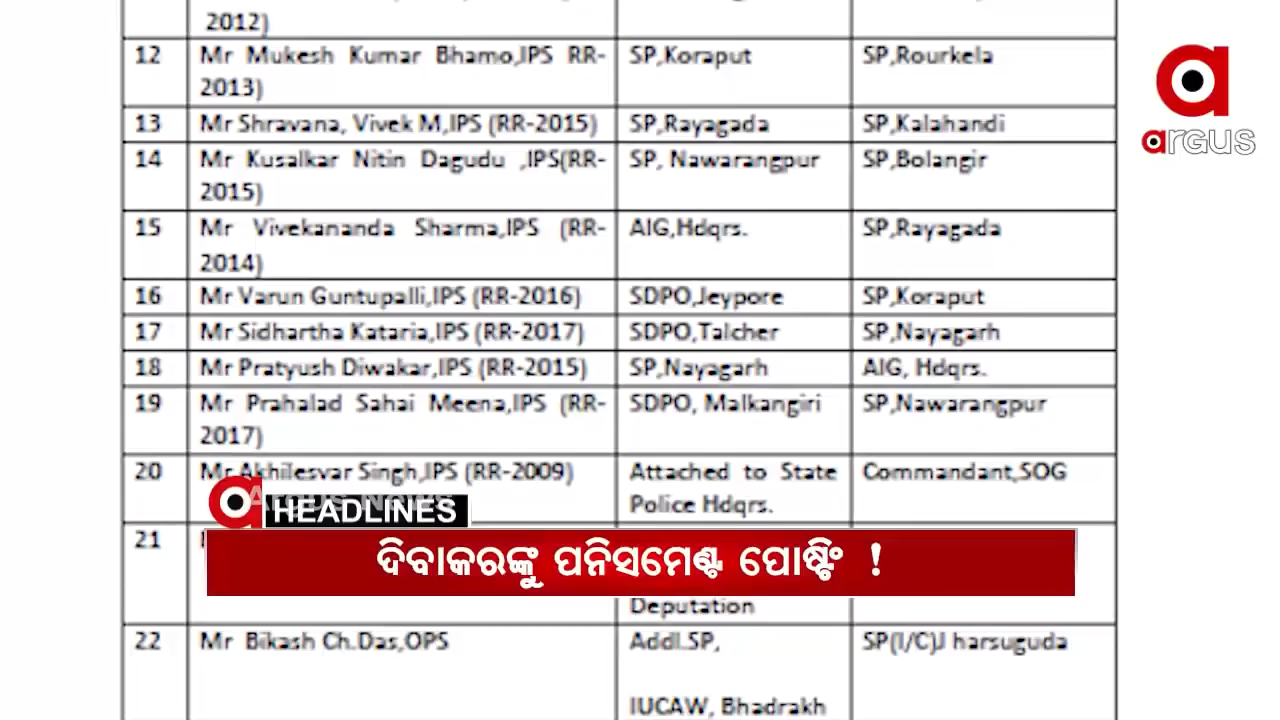 2012)
12 Mr Mukesh Kumar Bhamo,IPS RR- SP,Koraput SP,Rourkela
2013)
13 Mr Shravana, Vivek M,IPS (RR-2015) SP,Rayagada SP,Kalahandi
14 Mr Kusalkar Nitin Dagudu ,IPS(RR- SP, Nawarangpur SP,Bolangir
2015)
15 Mr Vivekananda Sharma,IPS (RR- AIG,Hdqrs. SP,Rayagada
2014)
16 Mr Varun Guntupalli,IPS (RR-2016) SDPO,Jeypore SP,Koraput
17 Mr Sidhartha Kataria,IPS (RR-2017) SDPO,Talcher SP,Nayagarh
18 Mr Pratyush Diwakar,IPS (RR-2015) SP,Nayagarh AIG, Hdqrs.
19 Mr Prahalad Sahai Meena,IPS (RR- SDPO, Malkangiri SP,Nawarangpur
2017)
20 Mr Akhilesvar Singh,IPS (RR-2009) Attached to State Commandant,SOG
Police Hdqrs.
21
Deputation
22 Mr Bikash Ch.Das,OPS Addl.SP, SP(I/C)J harsuguda
IUCAW, Bhadrakh
argus
HEADLINES
ଦିବାକରଙ୍କୁ ପନିସମେଣ୍ଟ ପୋଷ୍ଟିଂ !